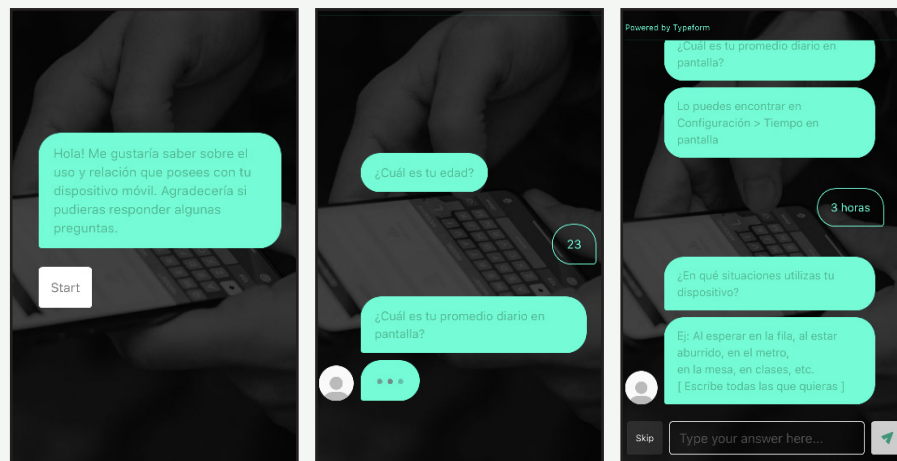 Hola! Me gustaría saber sobre el
uso y relación que posees con tu
dispositivo móvil. Agradecería si
pudieras responder algunas
preguntas.
Start
¿Cuál es tu edad?
23
¿Cuál es tu promedio diario en
pantalla?
Powered by Typeform
¿Cuál es tu promedio diario en
pantalla?
Lo puedes encontrar en
Configuración > Tiempo en
pantalla
3 horas
¿En qué situaciones utilizas tu
dispositivo?
Ej: Al esperar en la fila, al estar
aburrido, en el metro,
en la mesa, en clases, etc.
[ Escribe todas las que quieras ]
Skip
Type your answer here...